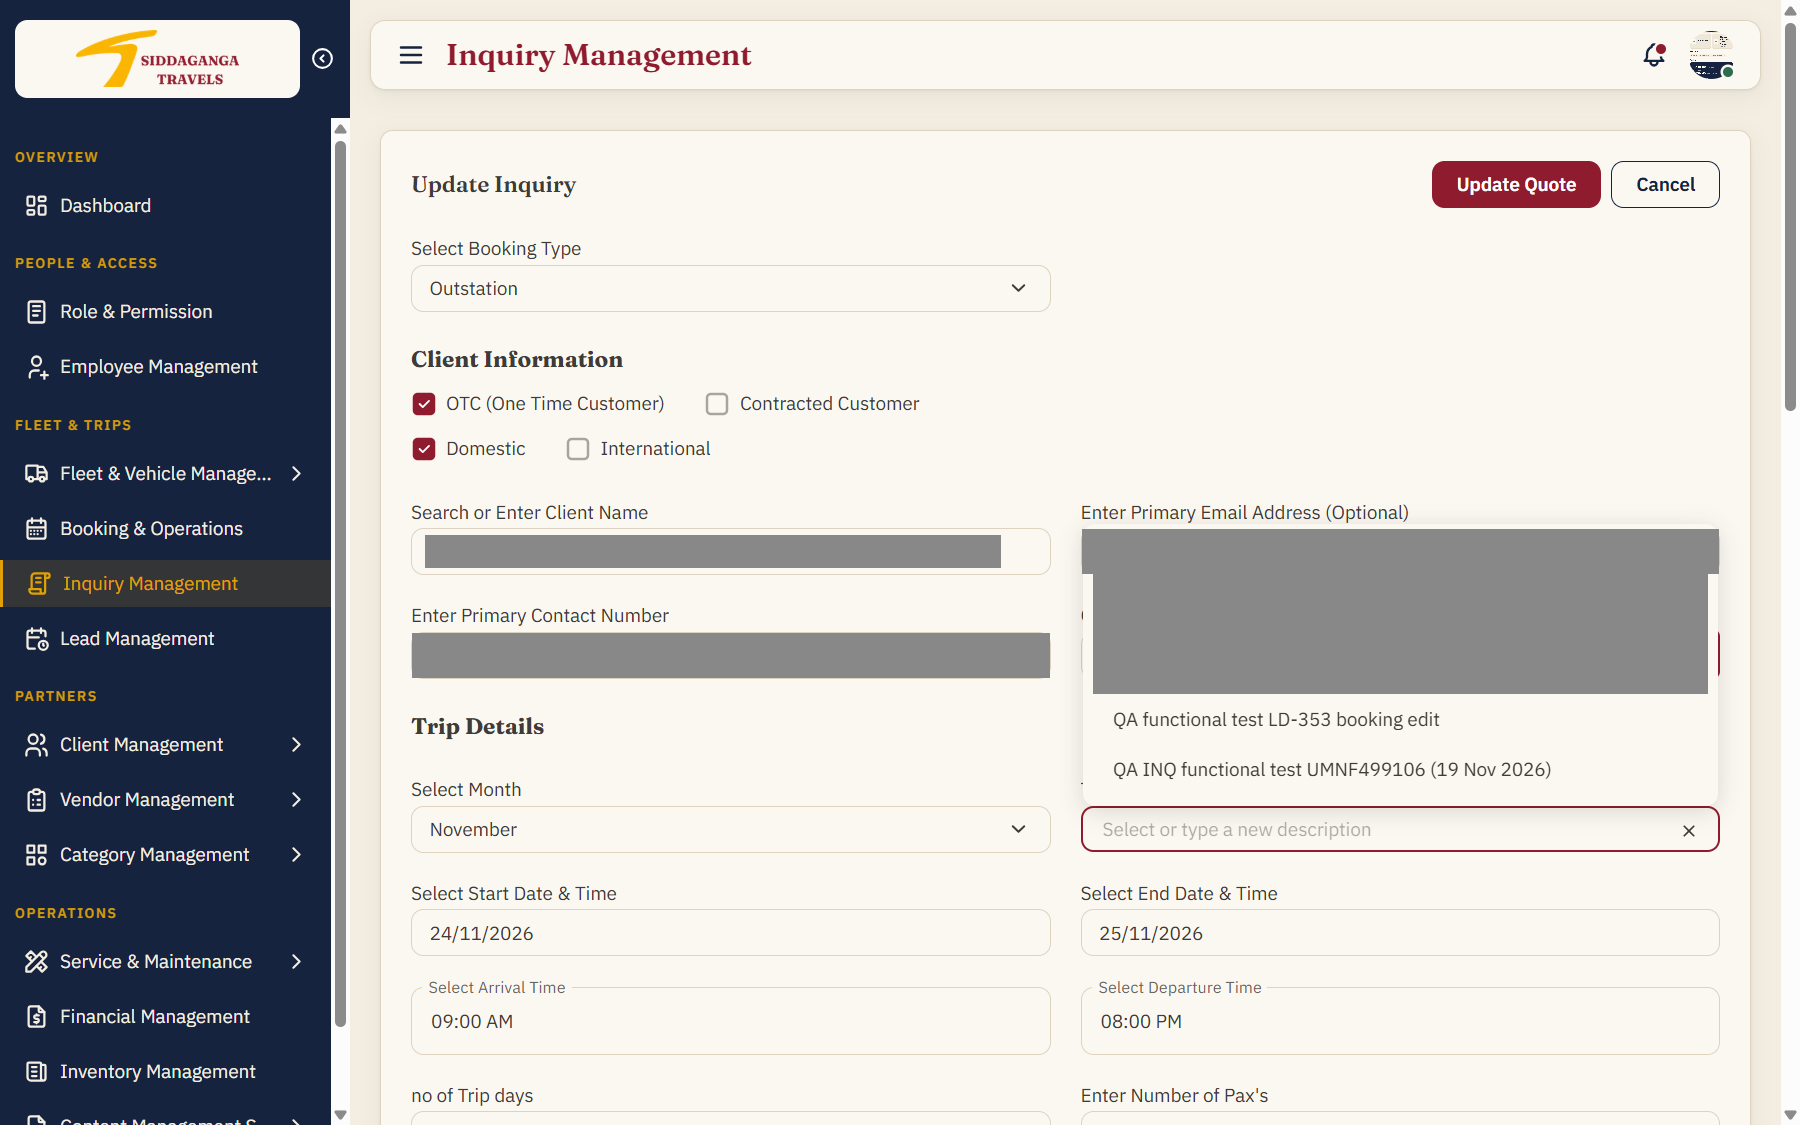 SIDDAGANGA
TRAVELS
OVERVIEW
Dashboard
PEOPLE & ACCESS
Role & Permission
Employee Management
FLEET & TRIPS
Fleet & Vehicle Manage...
Booking & Operations
Inquiry Management
Lead Management
PARTNERS
Client Management
Vendor Management
Category Management
OPERATIONS
Service & Maintenance
Financial Management
Inventory Management
Content Management S
Inquiry Management
Update Inquiry
Update Quote
Cancel
Select Booking Type
Outstation
Client Information
OTC (One Time Customer)
Contracted Customer
Domestic
International
Search or Enter Client Name
Enter Primary Email Address (Optional)
Enter Primary Contact Number
QA functional test LD-353 booking edit
QA INQ functional test UMNF499106 (19 Nov 2026)
Trip Details
Select Month
November
Select or type a new description
Select Start Date & Time
24/11/2026
Select End Date & Time
25/11/2026
Select Arrival Time
09:00 AM
Select Departure Time
08:00 PM
no of Trip days
Enter Number of Pax's